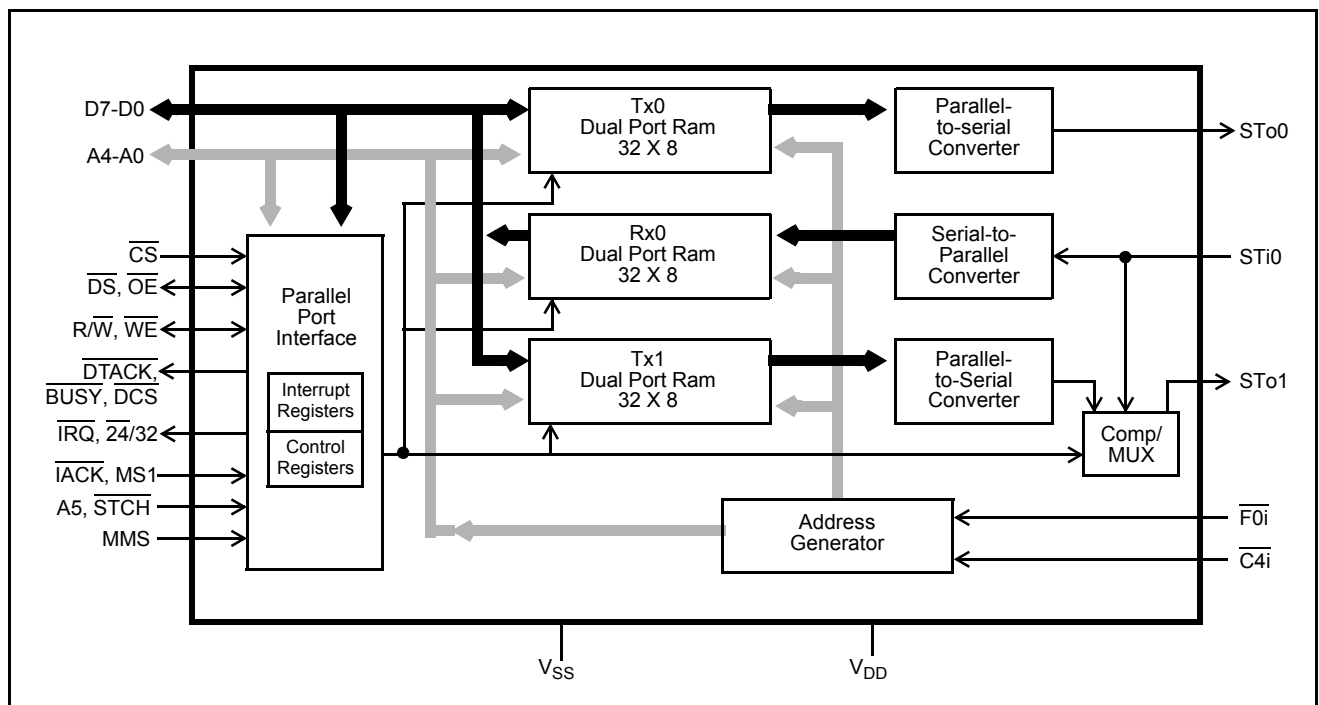 D7-D0
A4-A0
CS
DS, OE
R/W, WE
DTACK,
BUSY, DCS
IRQ, 24/32
IACK, MS1
A5, STCH
MMS
Parallel
Port
Interface
Interrupt
Registers
Control
Registers
Tx0
Dual Port Ram
32 X 8
Rx0
Dual Port Ram
32 X 8
Tx1
Dual Port Ram
32 X 8
Parallel-
to-serial
Converter
Serial-to-
Parallel
Converter
Parallel-
to-Serial
Converter
Comp/
MUX
Address
Generator
STo0
STi0
STo1
F0i
C4i
VSS
VDD